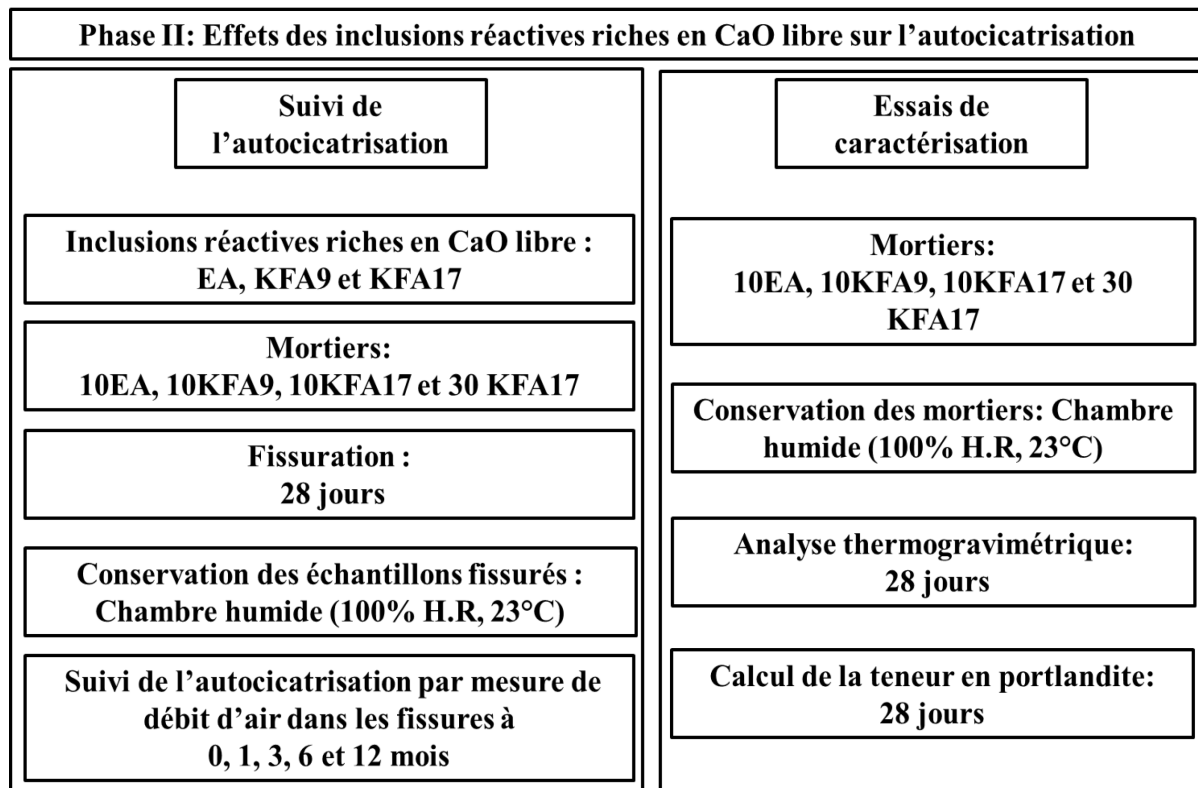 Phase II: Effets des inclusions réactives riches en CaO libre sur l'autocicatrisation
Suivi de
l'autocicatrisation
Inclusions réactives riches en CaO libre :
EA, KFA9 et KFA17
Mortiers:
10EA, 10KFA9, 10KFA17 et 30 KFA17
Fissuration :
28 jours
Conservation des échantillons fissurés :
Chambre humide (100% H.R, 23°C)
Suivi de l'autocicatrisation par mesure de
débit d'air dans les fissures à
0, 1, 3, 6 et 12 mois
Essais de
caractérisation
Mortiers:
10EA, 10KFA9, 10KFA17 et 30
KFA17
Conservation des mortiers: Chambre
humide (100% H.R, 23°C)
Analyse thermogravimétrique:
28 jours
Calcul de la teneur en portlandite:
28 jours